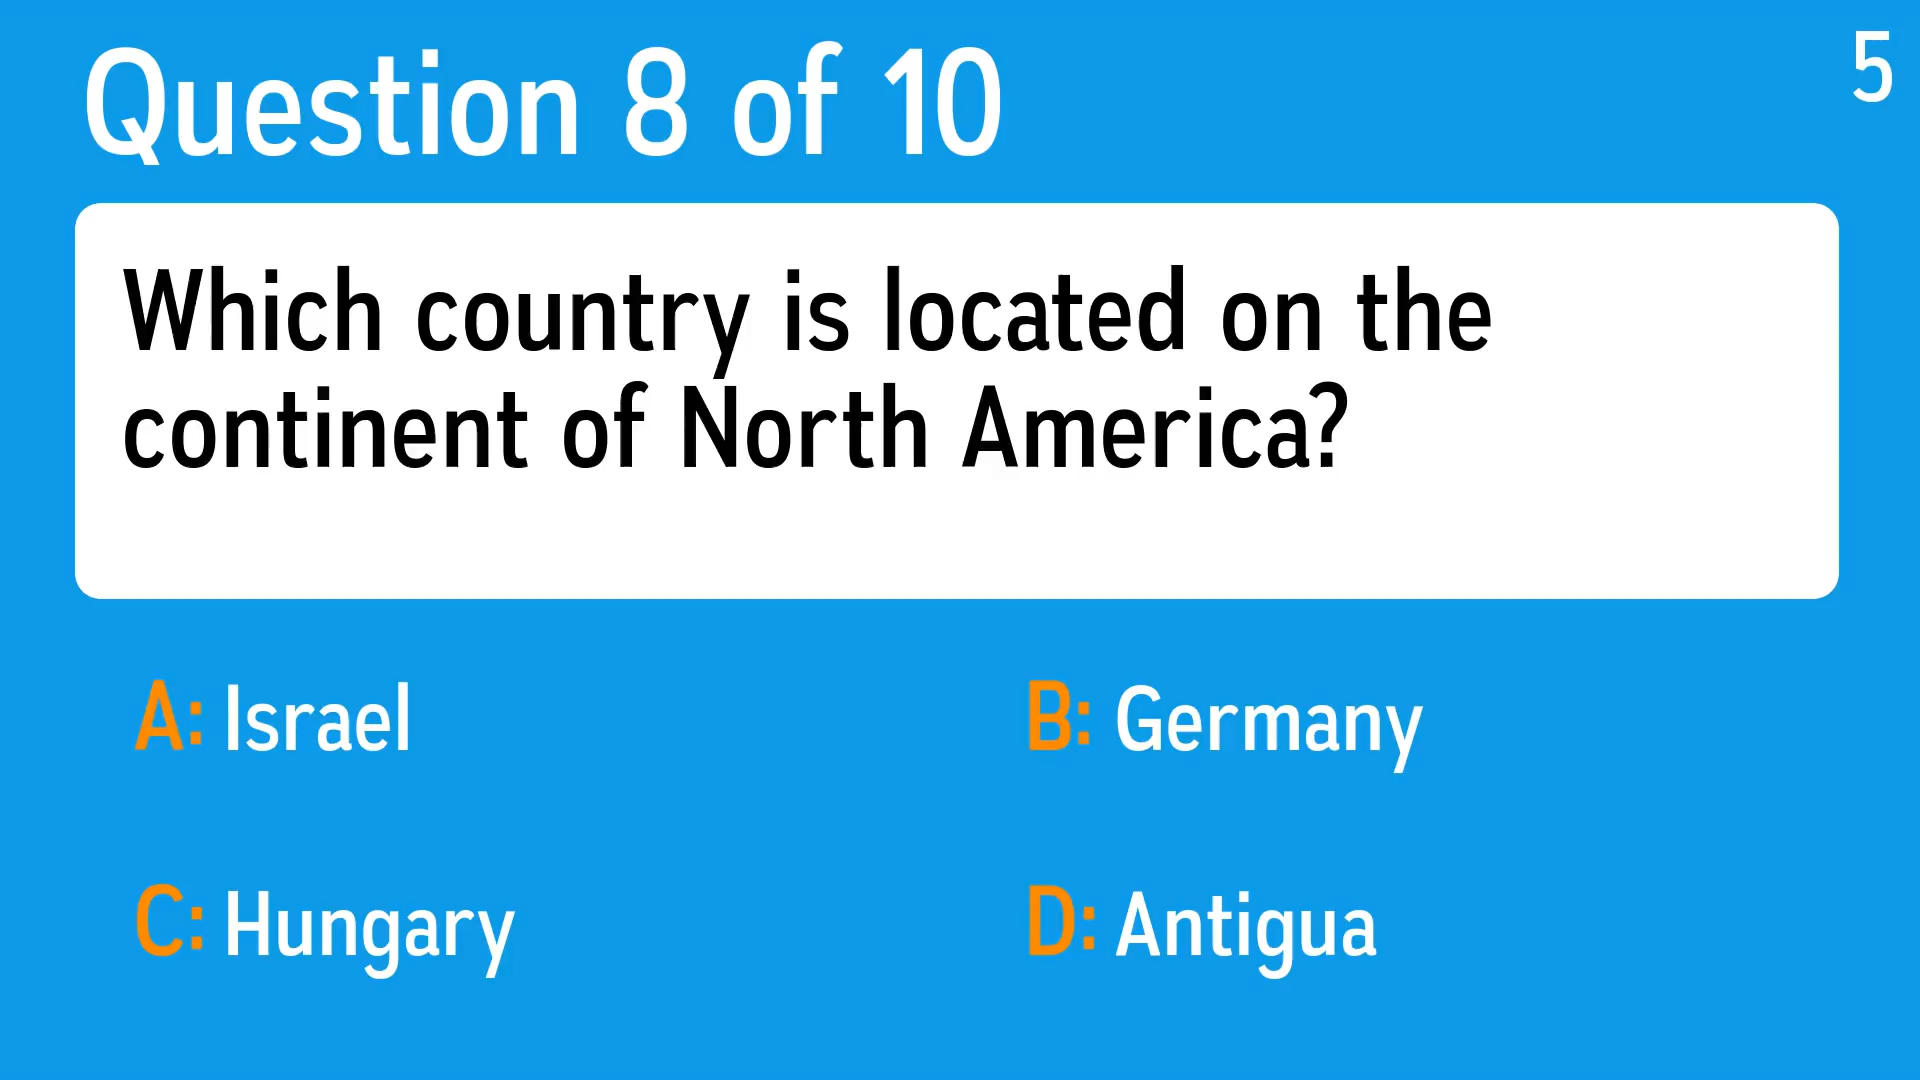 Question 8 of 10
5
Which country is located on the
continent of North America?
A: Israel
B: Germany
C: Hungary
D: Antigua